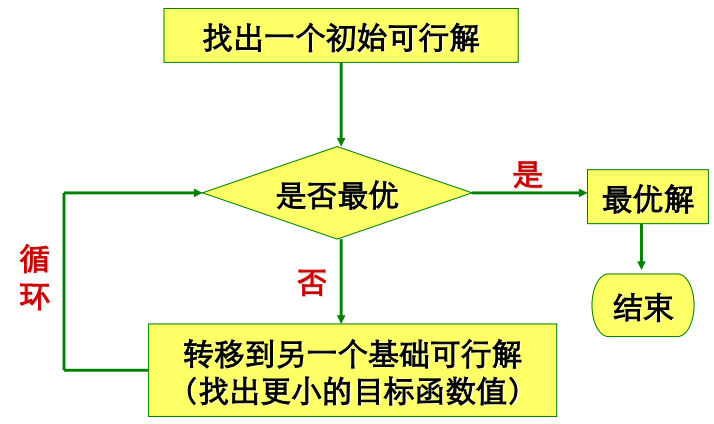 找出一个初始可行解
是否最优
是
最优解
循
环
否
结束
转移到另一个基础可行解
（找出更小的目标函数值）